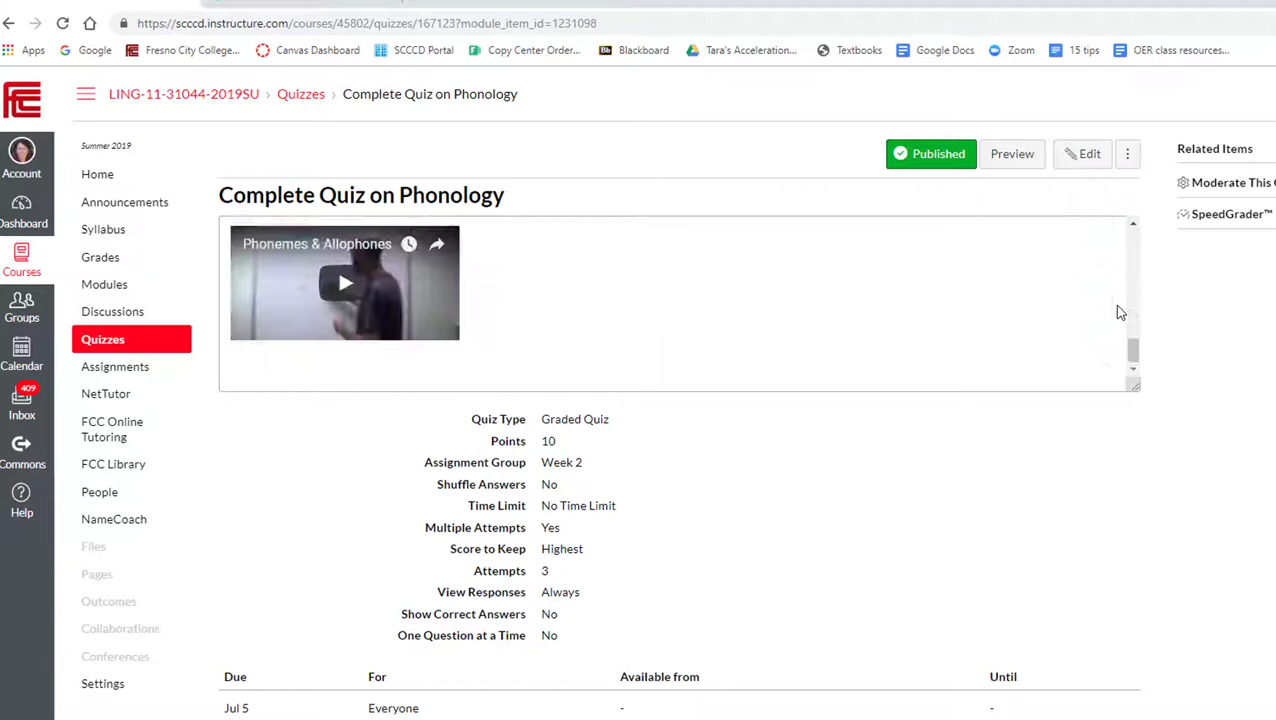 https://scccd.instructure.com/courses/45802/quizzes/167123?module_item_id=1231098
Apps Google Fresno City College... Canvas Dashboard SCCCD Portal Copy Center Order... Bb Blackboard Tara's Acceleration... Textbooks Google Docs Zoom 15 tips OER class resources...
LING-11-31044-2019SU › Quizzes › Complete Quiz on Phonology
Account
Dashboard
Courses
Groups
Calendar
409
Inbox
Commons
Help
Summer 2019
Home
Announcements
Syllabus
Grades
Modules
Discussions
Quizzes
Assignments
NetTutor
FCC Online
Tutoring
FCC Library
People
NameCoach
Files
Pages
Outcomes
Collaborations
Conferences
Settings
Published Preview Edit
Complete Quiz on Phonology
Phonemes & Allophones
Quiz Type Graded Quiz
Points 10
Assignment Group Week 2
Shuffle Answers No
Time Limit No Time Limit
Multiple Attempts Yes
Score to Keep Highest
Attempts 3
View Responses Always
Show Correct Answers No
One Question at a Time No
Due For Available from Until
Jul 5 Everyone - -
Related Items
Moderate This
SpeedGrader™